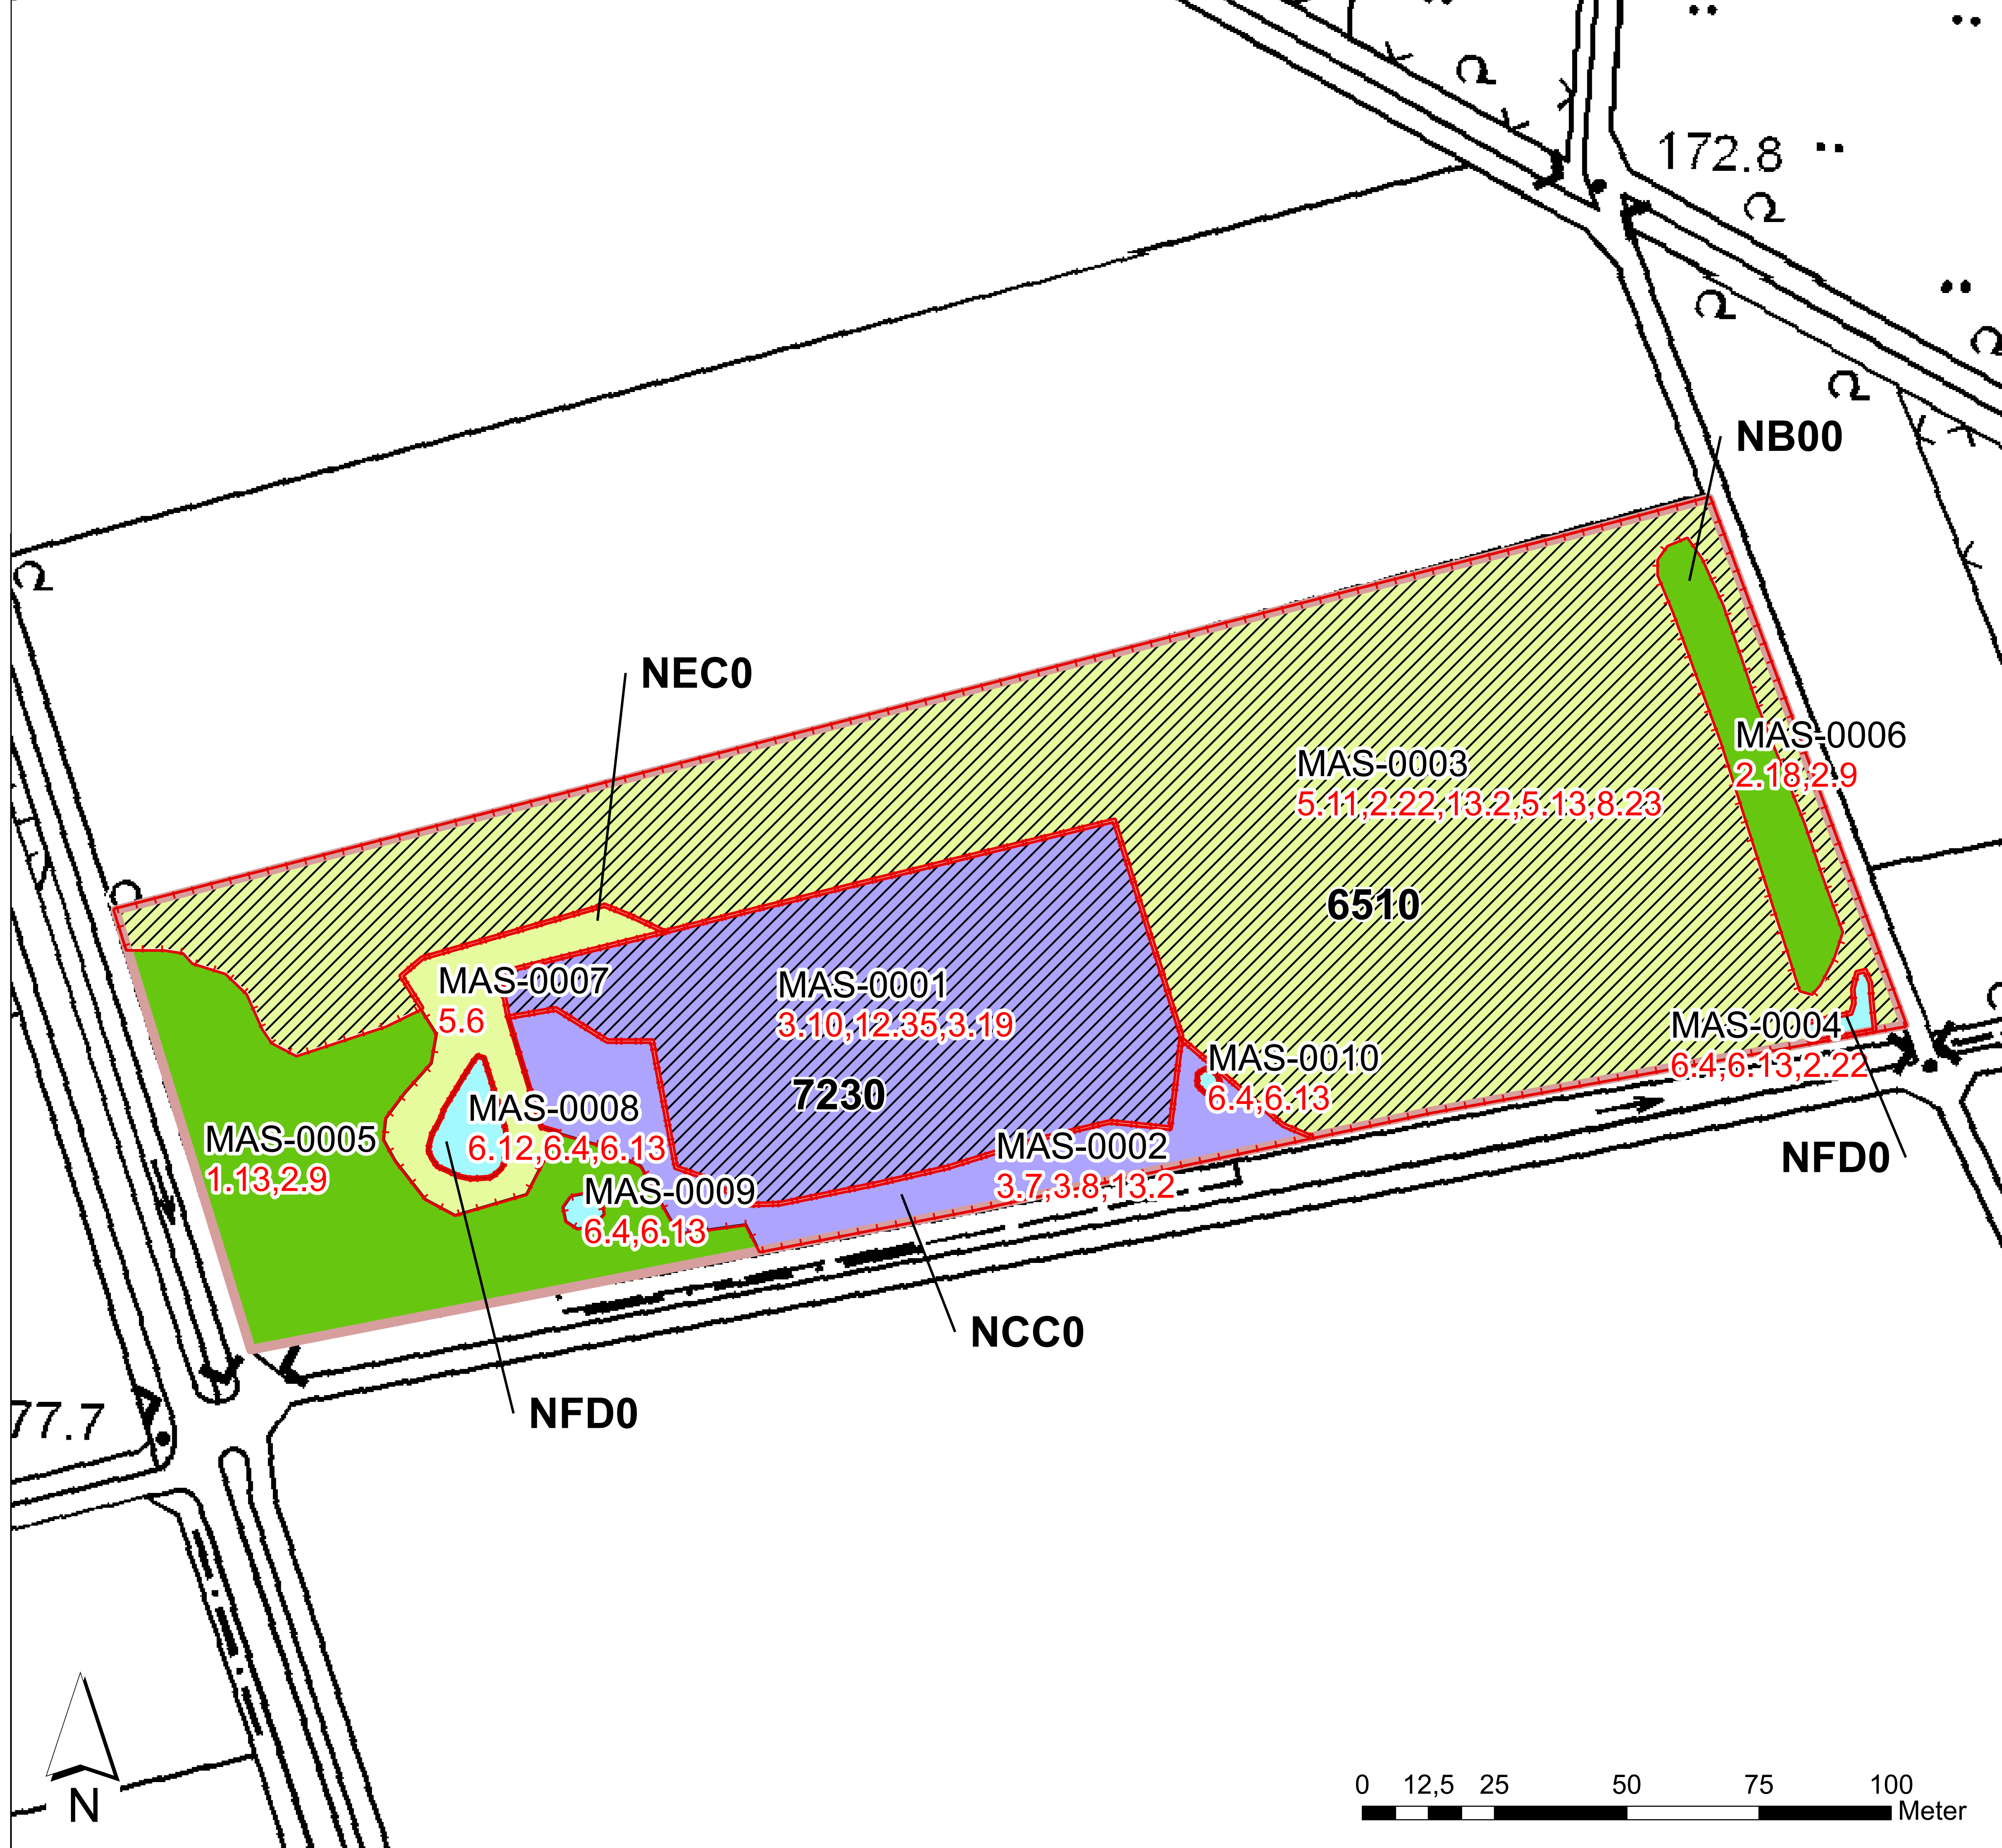 172.8
NB00
NEC0
MAS-0006
2.18,2.9
MAS-0003
5.11,2.22,13.2,5.13,8.23
6510
MAS-0007
5.6
MAS-0001
3.10,12.35,3.19
MAS-0004
6.4,6.13,2.22
MAS-0010
6.4,6.13
7230
MAS-0008
6.12,6.4,6.13
MAS-0005
1.13,2.9
MAS-0002
3.7,3.8,13.2
NFD0
MAS-0009
6.4,6.13
NCC0
NFD0
77.7
N
0 12,5 25 50 75 100
Meter